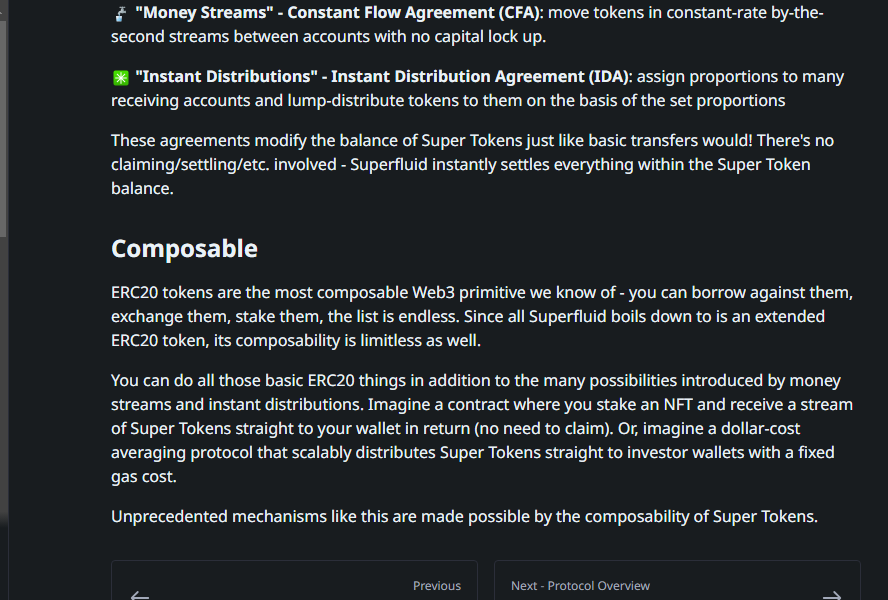 "Money Streams" - Constant Flow Agreement (CFA): move tokens in constant-rate by-the-
second streams between accounts with no capital lock up.
"Instant Distributions" - Instant Distribution Agreement (IDA): assign proportions to many
receiving accounts and lump-distribute tokens to them on the basis of the set proportions
These agreements modify the balance of Super Tokens just like basic transfers would! There's no
claiming/settling/etc. involved - Superfluid instantly settles everything within the Super Token
balance.
Composable
ERC20 tokens are the most composable Web3 primitive we know of - you can borrow against them,
exchange them, stake them, the list is endless. Since all Superfluid boils down to is an extended
ERC20 token, its composability is limitless as well.
You can do all those basic ERC20 things in addition to the many possibilities introduced by money
streams and instant distributions. Imagine a contract where you stake an NFT and receive a stream
of Super Tokens straight to your wallet in return (no need to claim). Or, imagine a dollar-cost
averaging protocol that scalably distributes Super Tokens straight to investor wallets with a fixed
gas cost.
Unprecedented mechanisms like this are made possible by the composability of Super Tokens.
Previous
Next - Protocol Overview